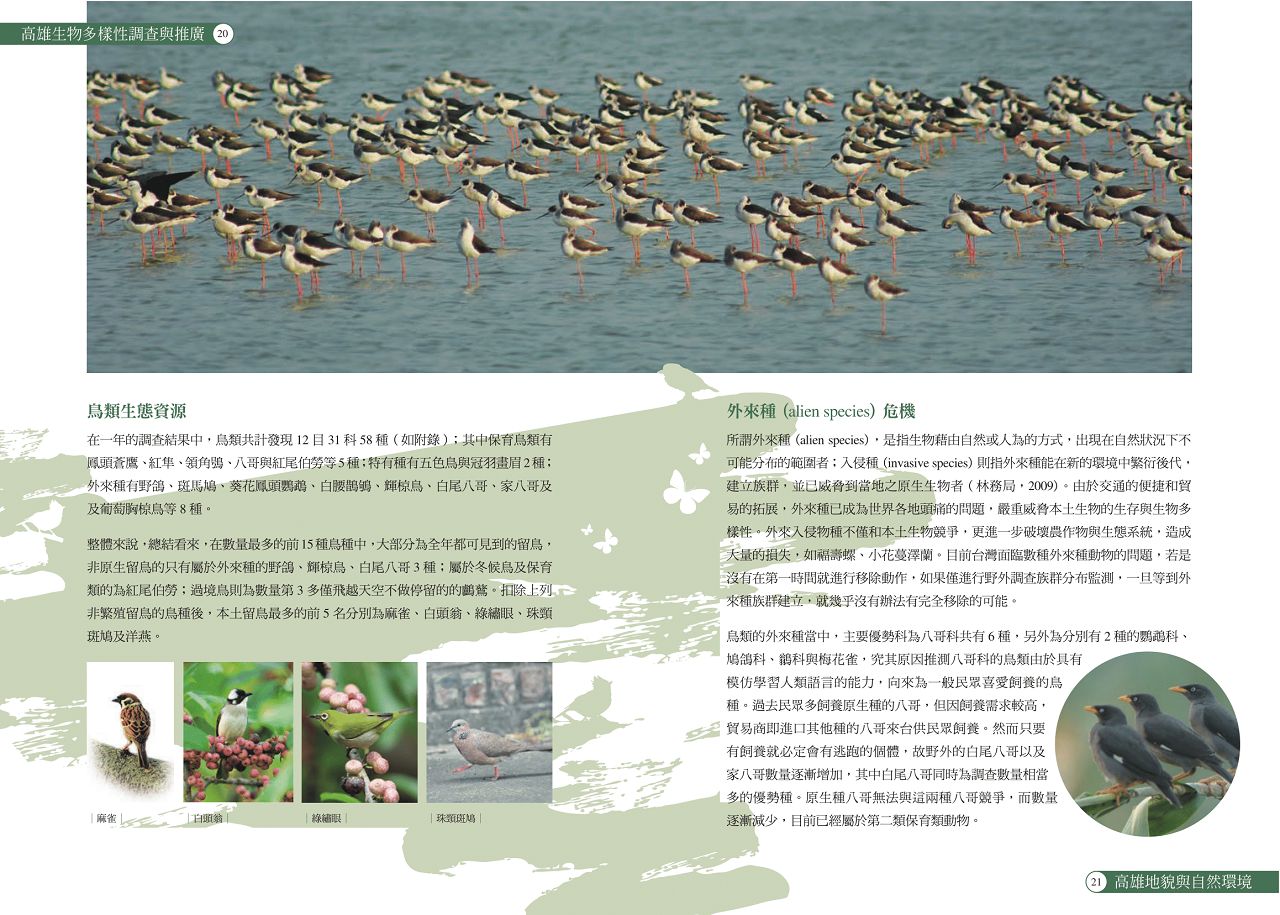 高雄生物多樣性調查與推廣 20
鳥類生態資源
在一年的調查結果中，鳥類共計發現 12 目 31 科 58 種（如附錄）；其中保育鳥類有
鳳頭蒼鷹、紅隼、領角鴞、八哥與紅尾伯勞等 5 種；特有種有五色鳥與冠羽畫眉 2 種；
外來種有野鴿、斑馬鳩、葵花鳳頭鸚鵡、白腰鵲鴝、輝椋鳥、白尾八哥、家八哥及
及葡萄胸椋鳥等 8 種。
整體來說，總結看來，在數量最多的前 15 種鳥種中，大部分為全年都可見到的留鳥，
非原生留鳥的只有屬於外來種的野鴿、輝椋鳥、白尾八哥 3 種；屬於冬候鳥及保育
類的為紅尾伯勞；過境鳥則為數量第 3 多僅飛越天空不做停留的的鸕鶿。扣除上列
非繁殖留鳥的鳥種後，本土留鳥最多的前 5 名分別為麻雀、白頭翁、綠繡眼、珠頸
斑鳩及洋燕。
｜麻雀｜
｜白頭翁｜
｜綠繡眼｜
｜珠頸斑鳩｜
外來種 (alien species) 危機
所謂外來種 (alien species)，是指生物藉由自然或人為的方式，出現在自然狀況下不
可能分布的範圍者；入侵種 (invasive species) 則指外來種能在新的環境中繁衍後代，
建立族群，並已威脅到當地之原生生物者（林務局，2009）。由於交通的便捷和貿
易的拓展，外來種已成為世界各地頭痛的問題，嚴重威脅本土生物的生存與生物多
樣性。外來入侵物種不僅和本土生物競爭，更進一步破壞農作物與生態系統，造成
大量的損失，如福壽螺、小花蔓澤蘭。目前台灣面臨數種外來種動物的問題，若是
沒有在第一時間就進行移除動作，如果僅進行野外調查族群分布監測，一旦等到外
來種族群建立，就幾乎沒有辦法有完全移除的可能。
鳥類的外來種當中，主要優勢科為八哥科共有 6 種，另外為分別有 2 種的鸚鵡科、
鳩鴿科、鶲科與梅花雀，究其原因推測八哥科的鳥類由於具有
模仿學習人類語言的能力，向來為一般民眾喜愛飼養的鳥
種。過去民眾多飼養原生種的八哥，但因飼養需求較高，
貿易商即進口其他種的八哥來台供民眾飼養。然而只要
有飼養就必定會有逃跑的個體，故野外的白尾八哥以及
家八哥數量逐漸增加，其中白尾八哥同時為調查數量相當
多的優勢種。原生種八哥無法與這兩種八哥競爭，而數量
逐漸減少，目前已經屬於第二類保育類動物。
21 高雄地貌與自然環境